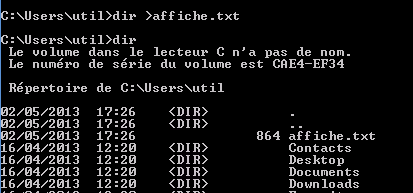 C:\Users\util>dir >affiche.txt
C:\Users\util>dir
Le volume dans le lecteur C n'a pas de nom.
Le numéro de série du volume est CAE4-EF34
Répertoire de C:\Users\util
02/05/2013 17:26 <DIR> .
02/05/2013 17:26 <DIR> ..
02/05/2013 17:26 864 affiche.txt
16/04/2013 12:20 <DIR> Contacts
16/04/2013 12:20 <DIR> Desktop
16/04/2013 12:20 <DIR> Documents
16/04/2013 12:20 <DIR> Downloads